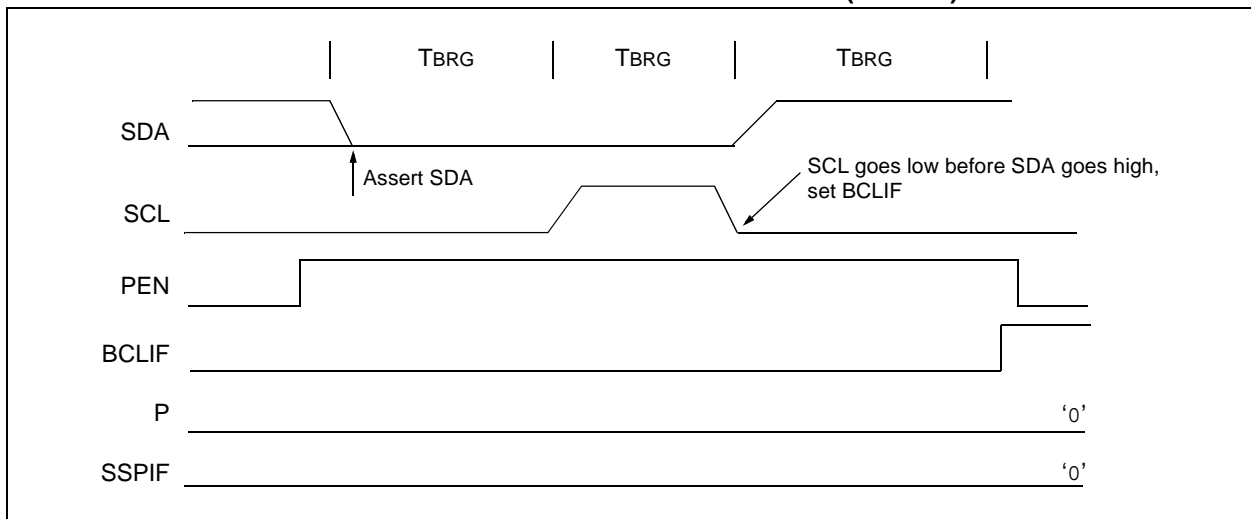 TBRG TBRG TBRG
SDA
Assert SDA
SCL goes low before SDA goes high,
set BCLIF
SCL
PEN
BCLIF
P '0'
SSPIF '0'